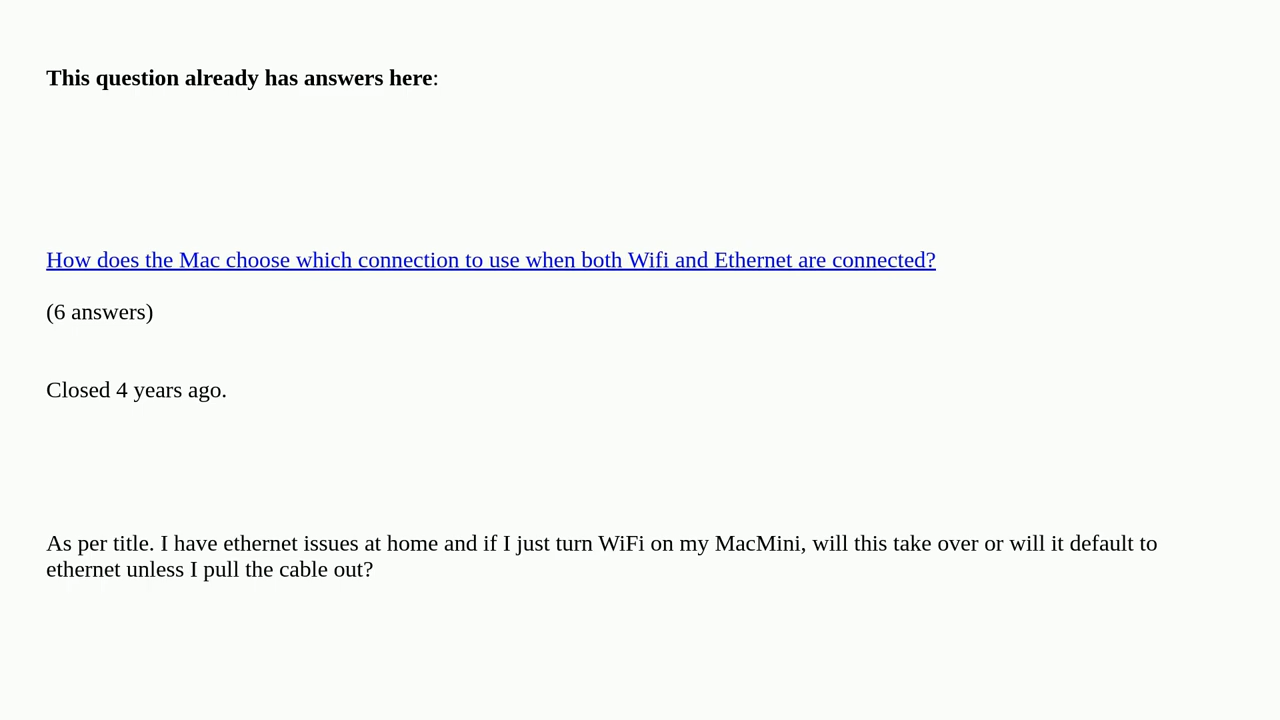 This question already has answers here:
How does the Mac choose which connection to use when both Wifi and Ethernet are connected?
(6 answers)
Closed 4 years ago.
As per title. I have ethernet issues at home and if I just turn WiFi on my MacMini, will this take over or will it default to
ethernet unless I pull the cable out?